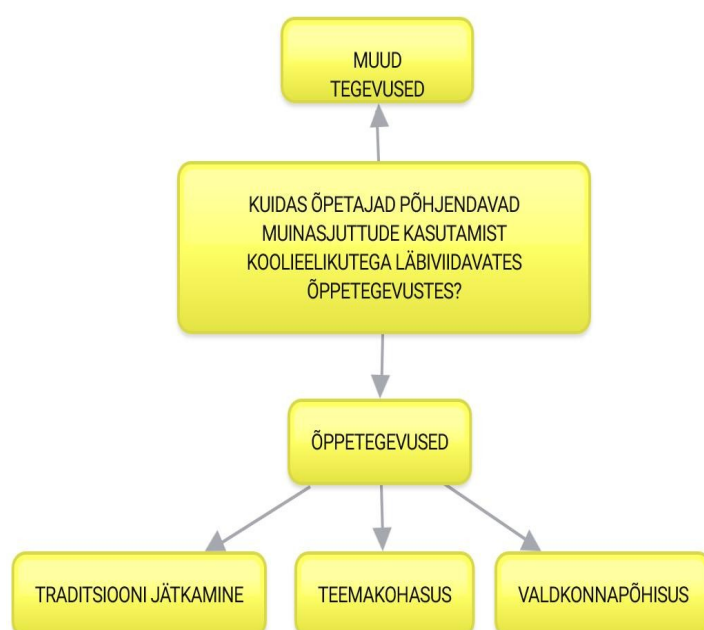 MUUD
TEGEVUSED
KUIDAS ÕPETAJAD PÕHJENDAVAD
MUINASJUTTUDE KASUTAMIST
KOOLIEELIKUTEGA LÄBIVIIDAVATES
ÕPPETEGEVUSTES?
ÕPPETEGEVUSED
TRADITSIOONI JÄTKAMINE
TEEMAKOHASUS
VALDKONNAPÕHISUS